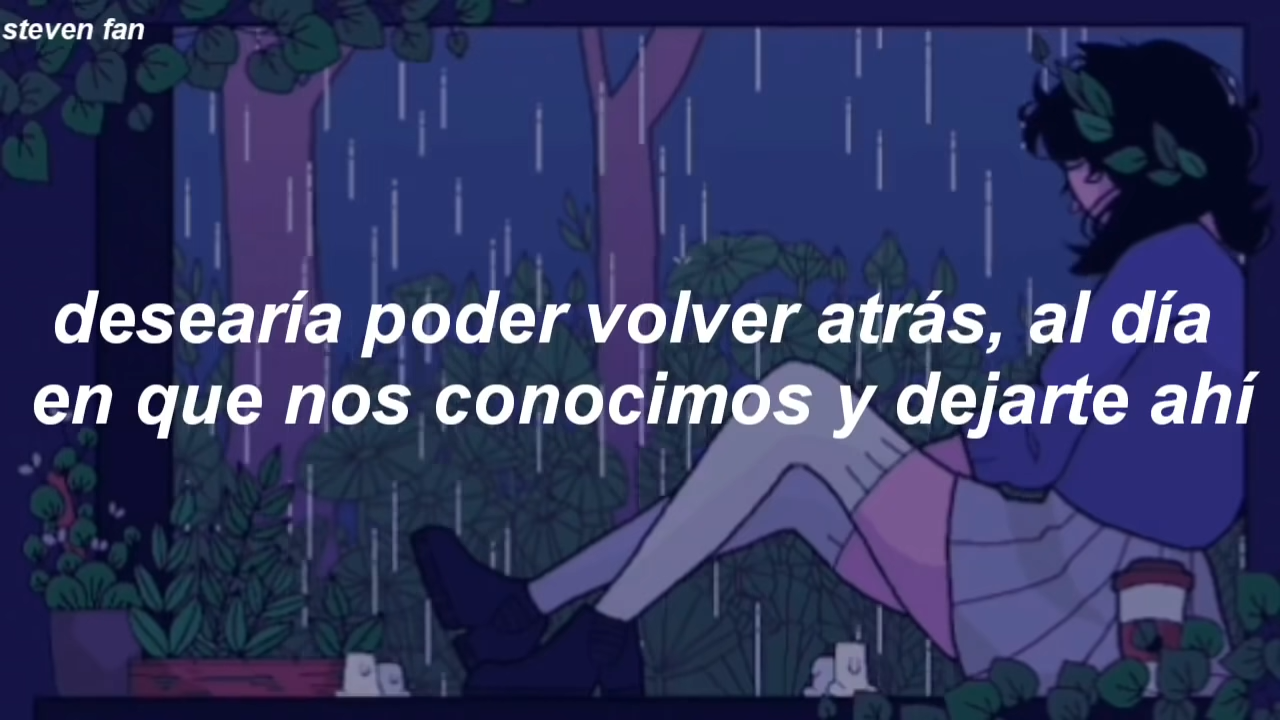 steven fan
desearía poder volver atrás, al día
en que nos conocimos y dejarte ahí